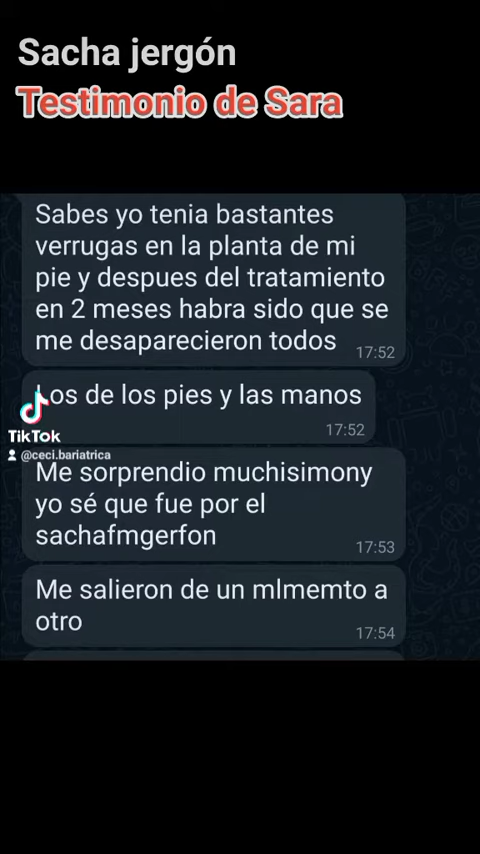 Sacha jergón
Testimonio de Sara
Sabes yo tenia bastantes
verrugas en la planta de mi
pie y despues del tratamiento
en 2 meses habra sido que se
me desaparecieron todos
17:52
Los de los pies y las manos
17:52
TikTok
@ceci.bariatrica
Me sorprendio muchisimony
yo sé que fue por el
sachafmgerfon
17:53
Me salieron de un mlmemto a
otro
17:54